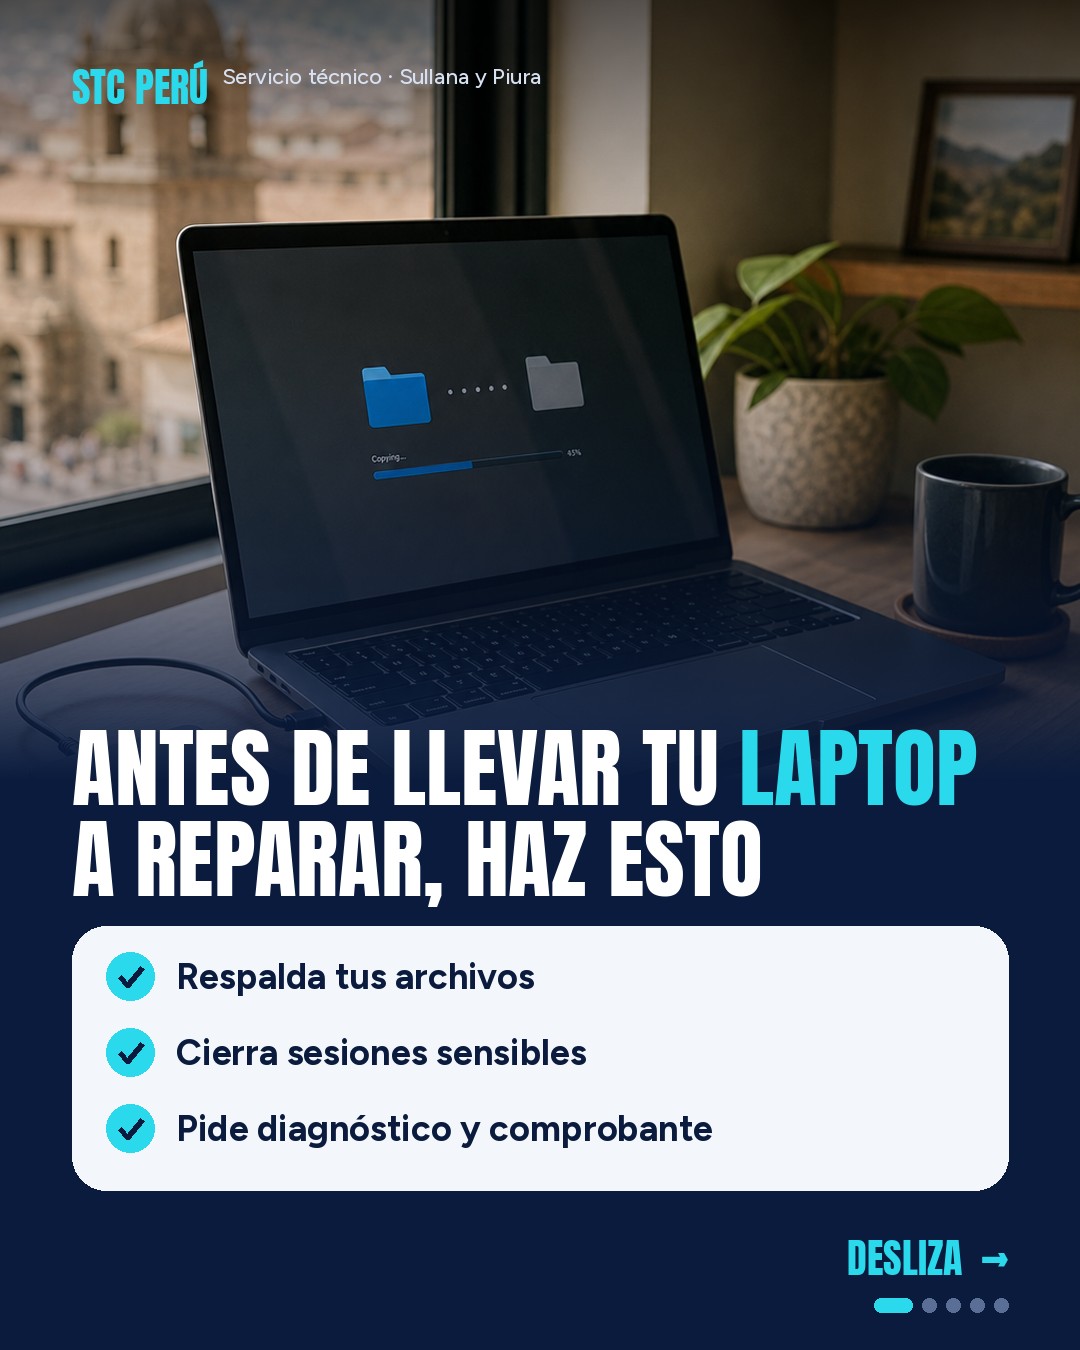 STC PERÚ Servicio técnico · Sullana y Piura
Copying...
45%
ANTES DE LLEVAR TU LAPTOP
A REPARAR, HAZ ESTO
Respalda tus archivos
Cierra sesiones sensibles
Pide diagnóstico y comprobante
DESLIZA →